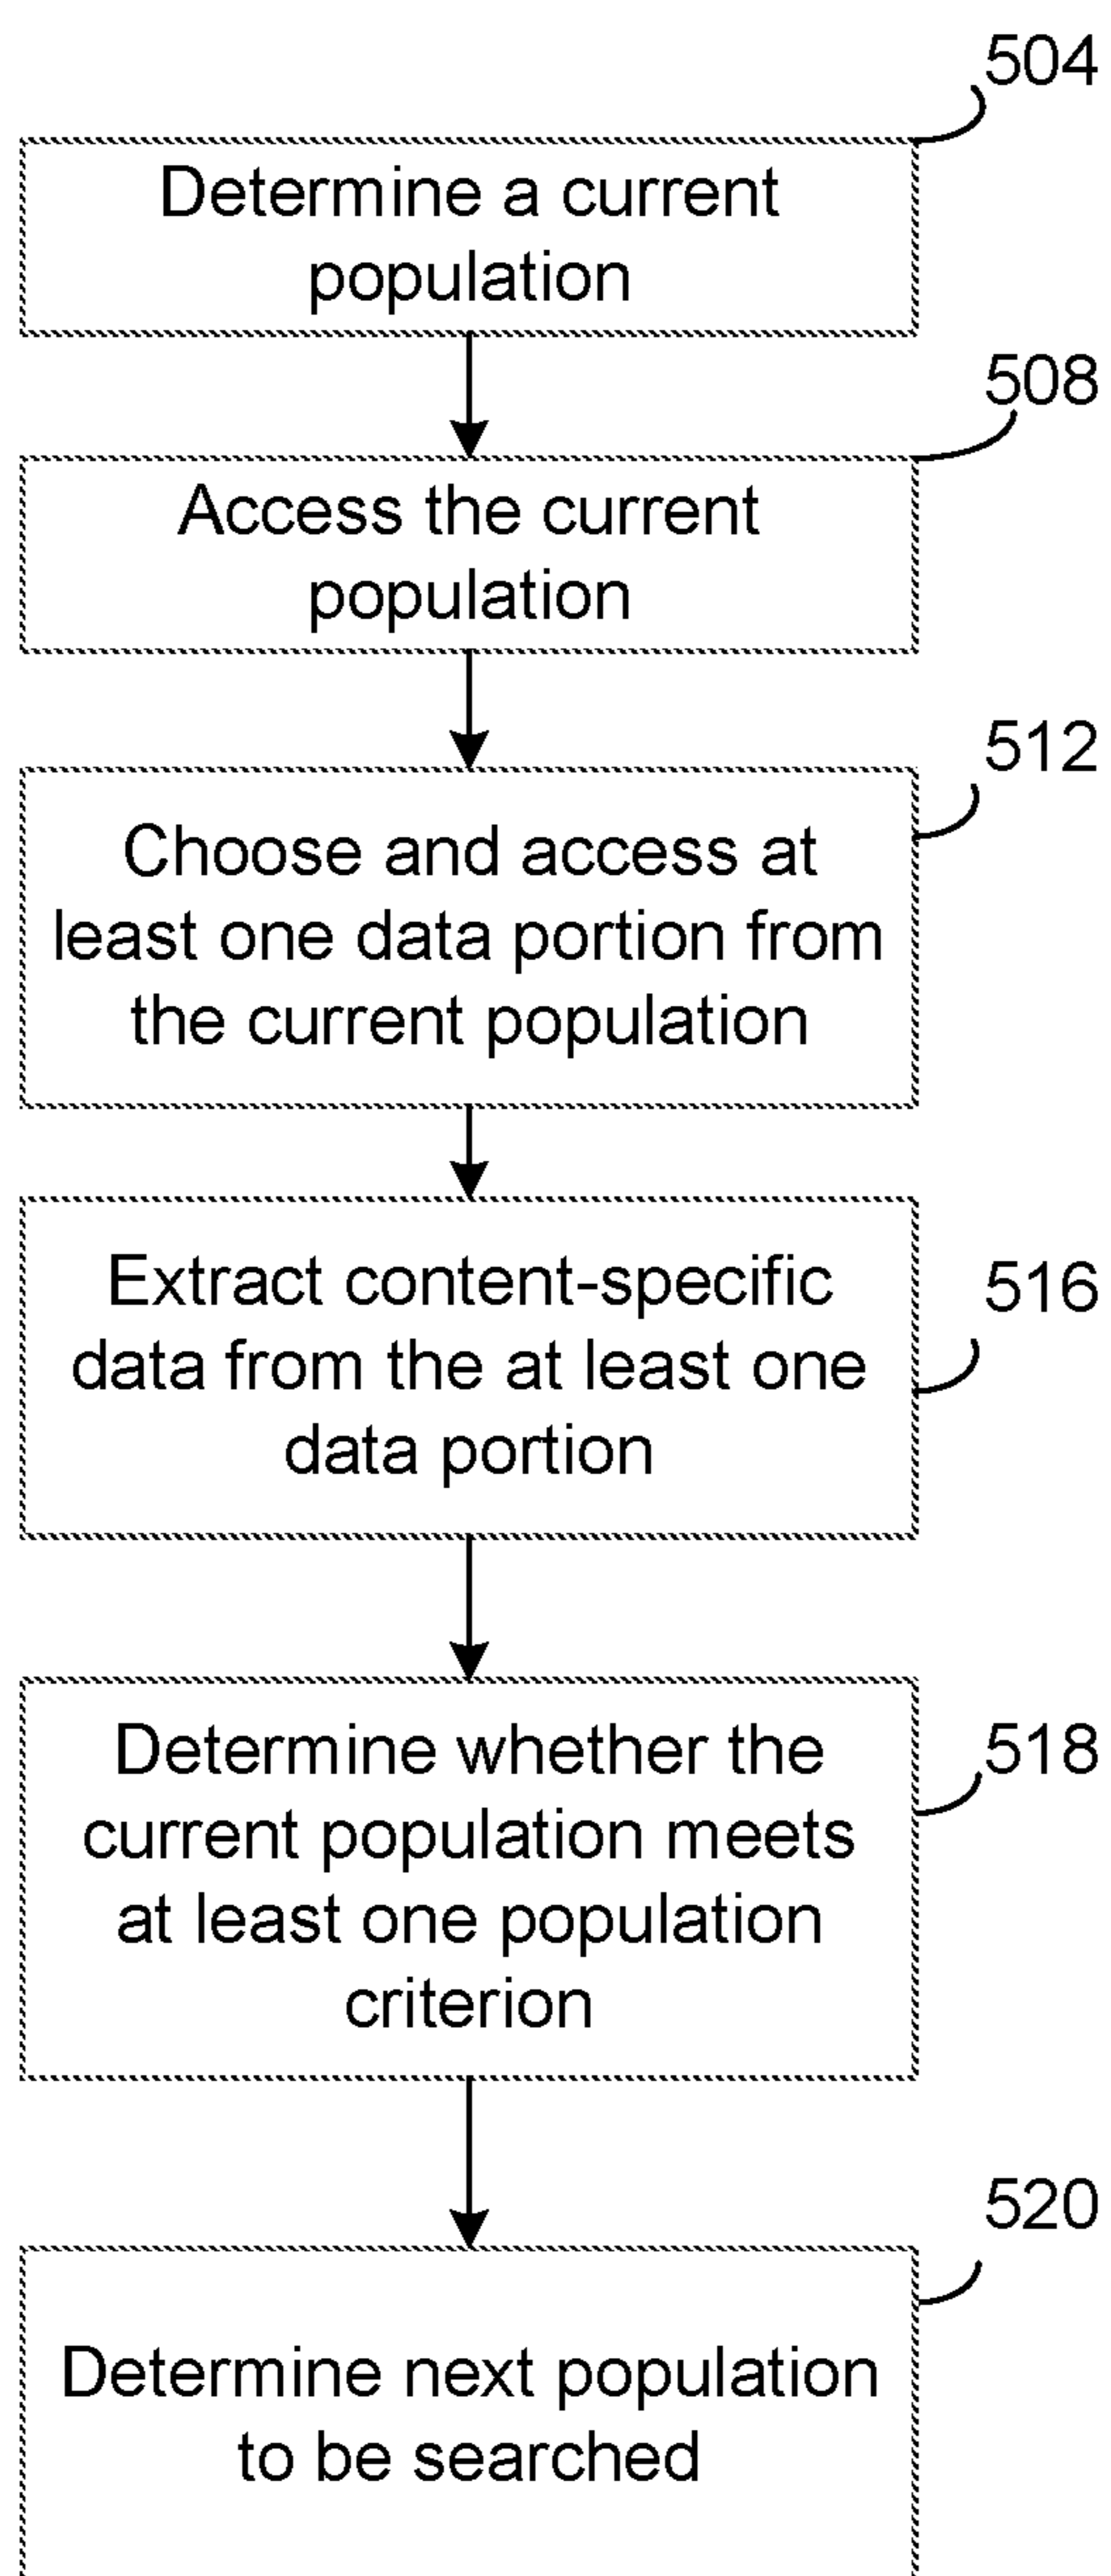 504
Determine a current
population
508
Access the current
population
512
Choose and access at
least one data portion from
the current population
516
Extract content-specific
data from the at least one
data portion
518
Determine whether the
current population meets
at least one population
criterion
520
Determine next population
to be searched